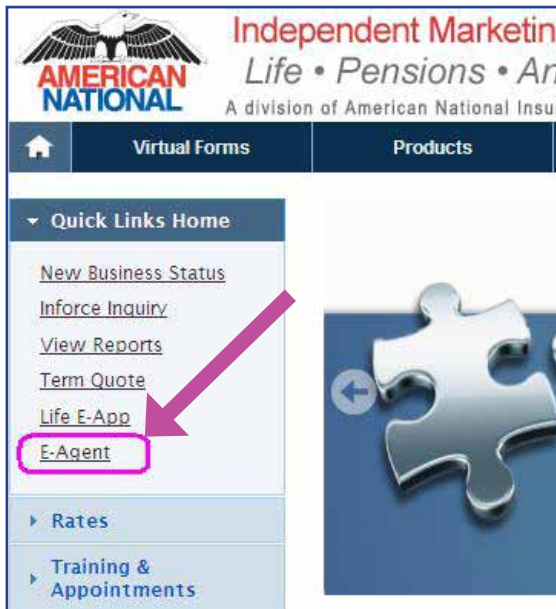 AMERICAN
NATIONAL
Independent Marketin
Life • Pensions • An
A division of American National Insu
Virtual Forms
Products
Quick Links Home
New Business Status
Inforce Inquiry
View Reports
Term Quote
Life E-App
E-Agent
Rates
Training &
Appointments